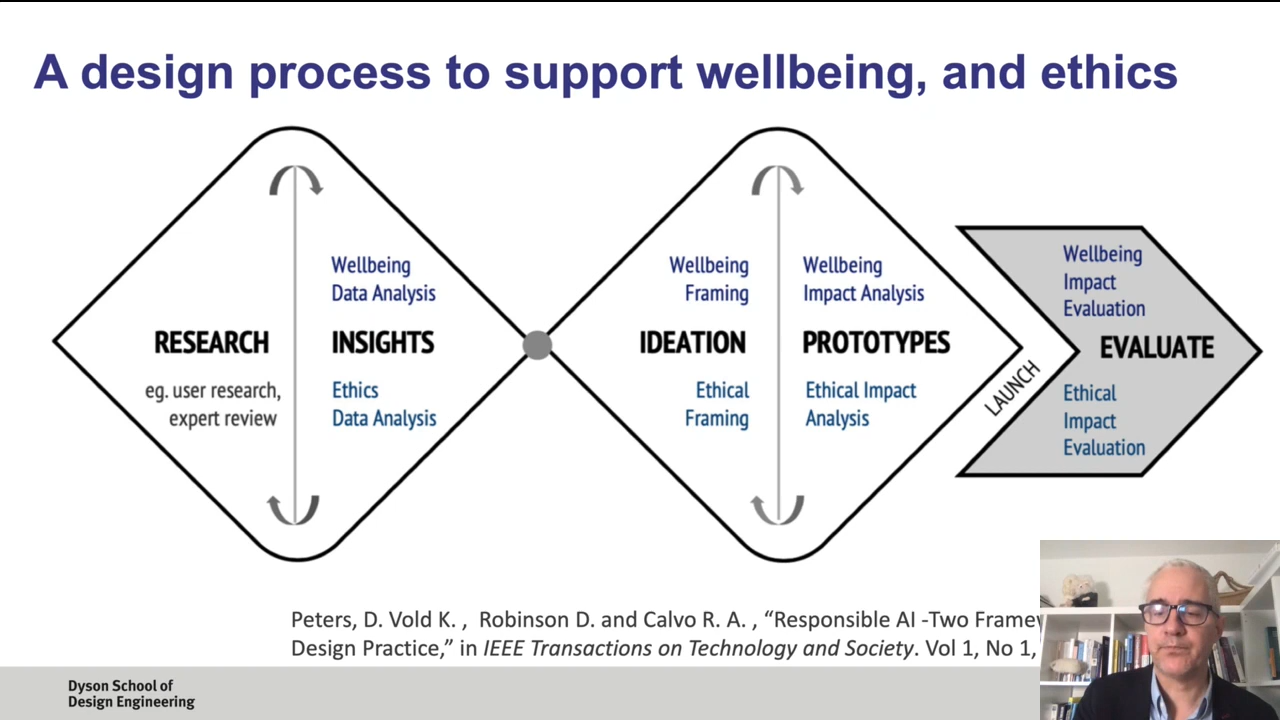 A design process to support wellbeing, and ethics
Wellbeing
Data Analysis
RESEARCH
INSIGHTS
eg. user research,
expert review
Ethics
Data Analysis
Wellbeing
Framing
Wellbeing
Impact Analysis
IDEATION
PROTOTYPES
Ethical
Framing
Ethical Impact
Analysis
LAUNCH
Wellbeing
Impact
Evaluation
EVALUATE
Ethical
Impact
Evaluation
Peters, D. Vold K. , Robinson D. and Calvo R. A. , “Responsible AI -Two
Design Practice,” in IEEE Transactions on Technology and Society. Vol 1, No 1,
Dyson School of
Design Engineering